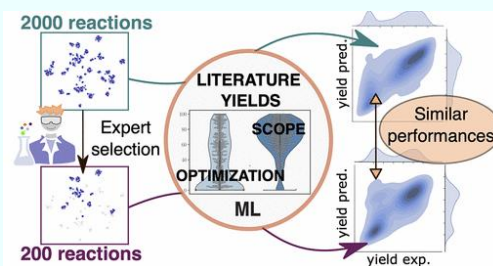 2000 reactions
Expert
selection
200 reactions
LITERATURE
YIELDS
100
SCOPE
OPTIMIZATION
ML
yield pred.
Similar
performances
yield pred.
yield exp.